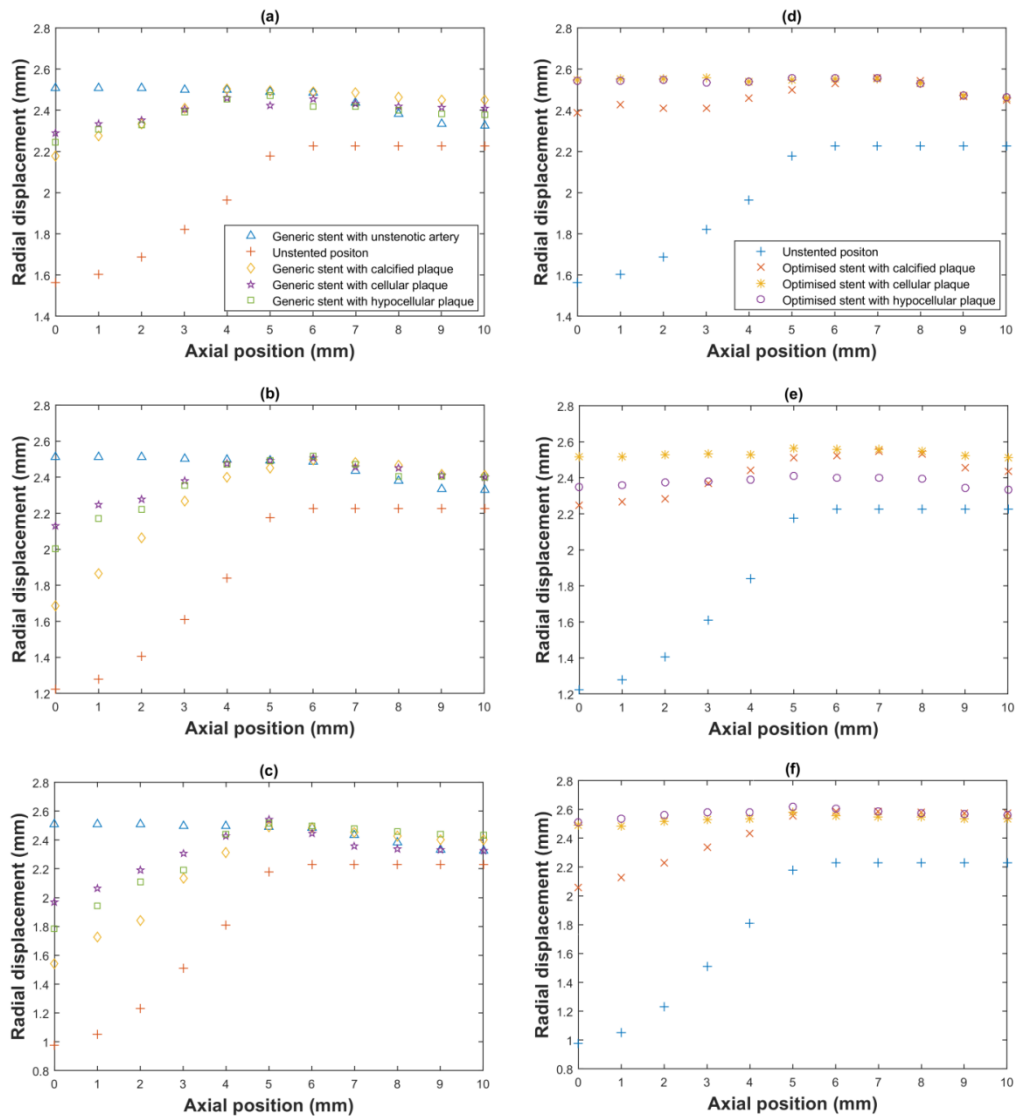 (a)
2.8
2.6
2.4
2.2
2
1.8
1.6
1.4
Radial displacement (mm)
Generic stent with unstenotic artery
Unstented positon
Generic stent with calcified plaque
Generic stent with cellular plaque
Generic stent with hypocellular plaque
0 1 2 3 4 5 6 7 8 9 10
Axial position (mm)
(d)
2.8
2.6
2.4
2.2
2
1.8
1.6
1.4
Radial displacement (mm)
Unstented positon
Optimised stent with calcified plaque
Optimised stent with cellular plaque
Optimised stent with hypocellular plaque
0 1 2 3 4 5 6 7 8 9 10
Axial position (mm)
(b)
2.8
2.6
2.4
2.2
2
1.8
1.6
1.4
1.2
Radial displacement (mm)
0 1 2 3 4 5 6 7 8 9 10
Axial position (mm)
(e)
2.8
2.6
2.4
2.2
2
1.8
1.6
1.4
1.2
Radial displacement (mm)
0 1 2 3 4 5 6 7 8 9 10
Axial position (mm)
(c)
2.8
2.6
2.4
2.2
2
1.8
1.6
1.4
1.2
1
0.8
Radial displacement (mm)
0 1 2 3 4 5 6 7 8 9 10
Axial position (mm)
(f)
2.8
2.6
2.4
2.2
2
1.8
1.6
1.4
1.2
1
0.8
Radial displacement (mm)
0 1 2 3 4 5 6 7 8 9 10
Axial position (mm)